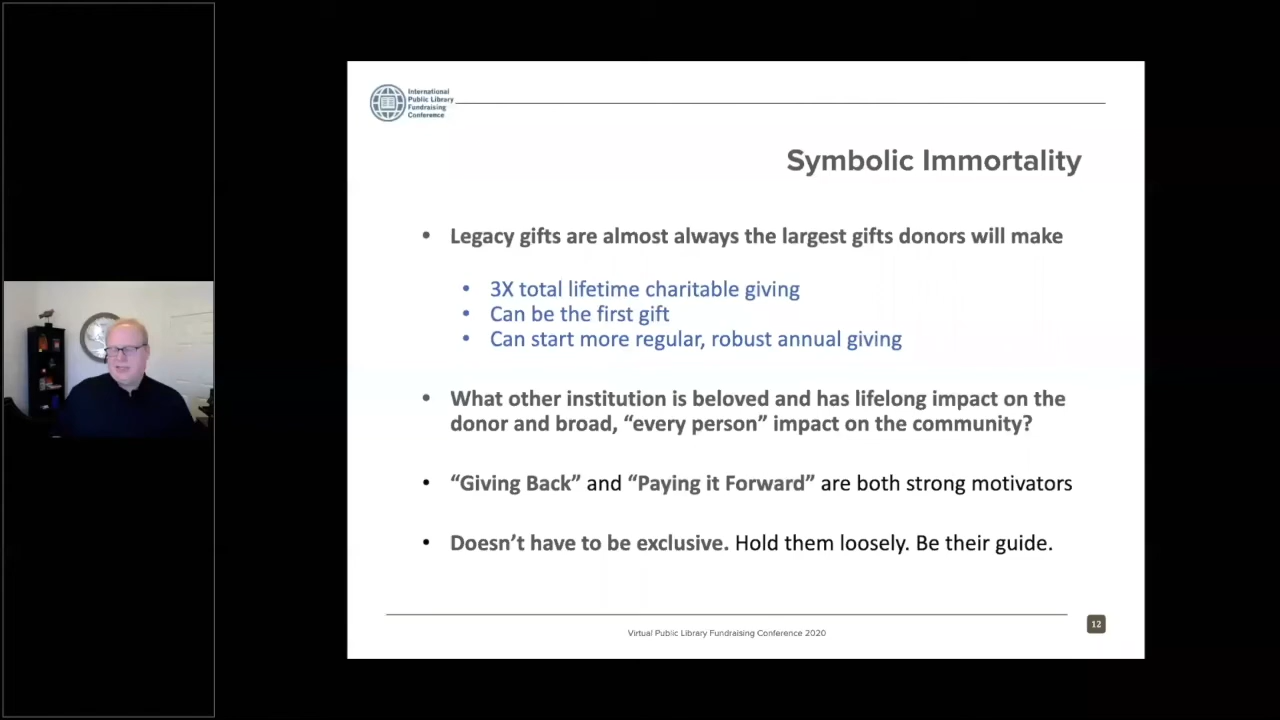 International
Public Library
Fundraising
Conference
Symbolic Immortality
• Legacy gifts are almost always the largest gifts donors will make
• 3X total lifetime charitable giving
• Can be the first gift
• Can start more regular, robust annual giving
• What other institution is beloved and has lifelong impact on the
donor and broad, “every person” impact on the community?
• “Giving Back” and “Paying it Forward” are both strong motivators
• Doesn’t have to be exclusive. Hold them loosely. Be their guide.
Virtual Public Library Fundraising Conference 2020
12